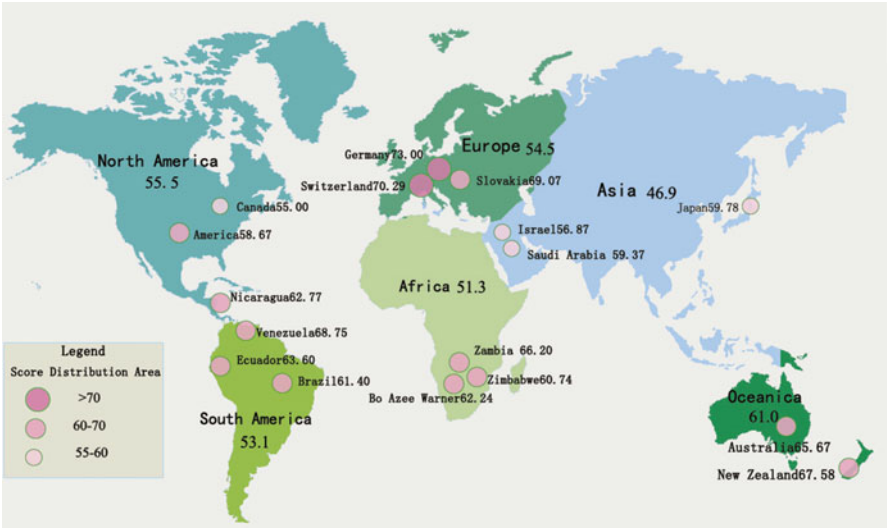 North America
55.5
Canada55.00
America58.67
Nicaragua62.77
Germany73.00
Europe 54.5
Switzerland70.29
Slovakia69.07
Asia 46.9
Japan59.78
Israel56.87
Saudi Arabia 59.37
Africa 51.3
Zambia 66.20
Zimbabwe60.74
Bo Azee Warner62.24
Venezuela68.75
Ecuador63.60
Brazil61.40
South America
53.1
Oceanica
61.0
Australia65.67
New Zealand67.58
Legend
Score Distribution Area
>70
60-70
55-60